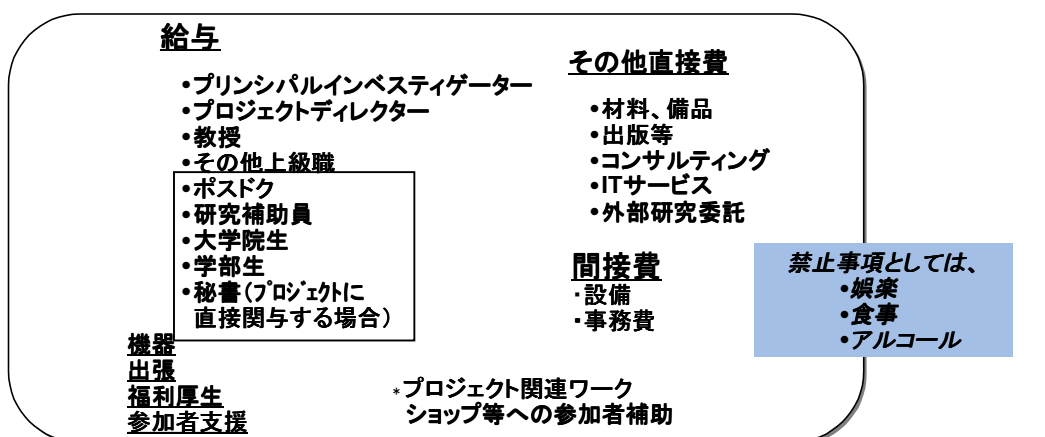 給与
•プリンシパルインベスティゲーター
•プロジェクトディレクター
•教授
•その他上級職
•ポスドク
•研究補助員
•大学院生
•学部生
•秘書(プロジェクトに
直接関与する場合)
機器
出張
福利厚生
参加者支援
その他直接費
•材料、備品
•出版等
•コンサルティング
•ITサービス
•外部研究委託
間接費
・設備
・事務費
*プロジェクト関連ワーク
ショップ等への参加者補助
禁止事項としては、
•娯楽
•食事
•アルコール